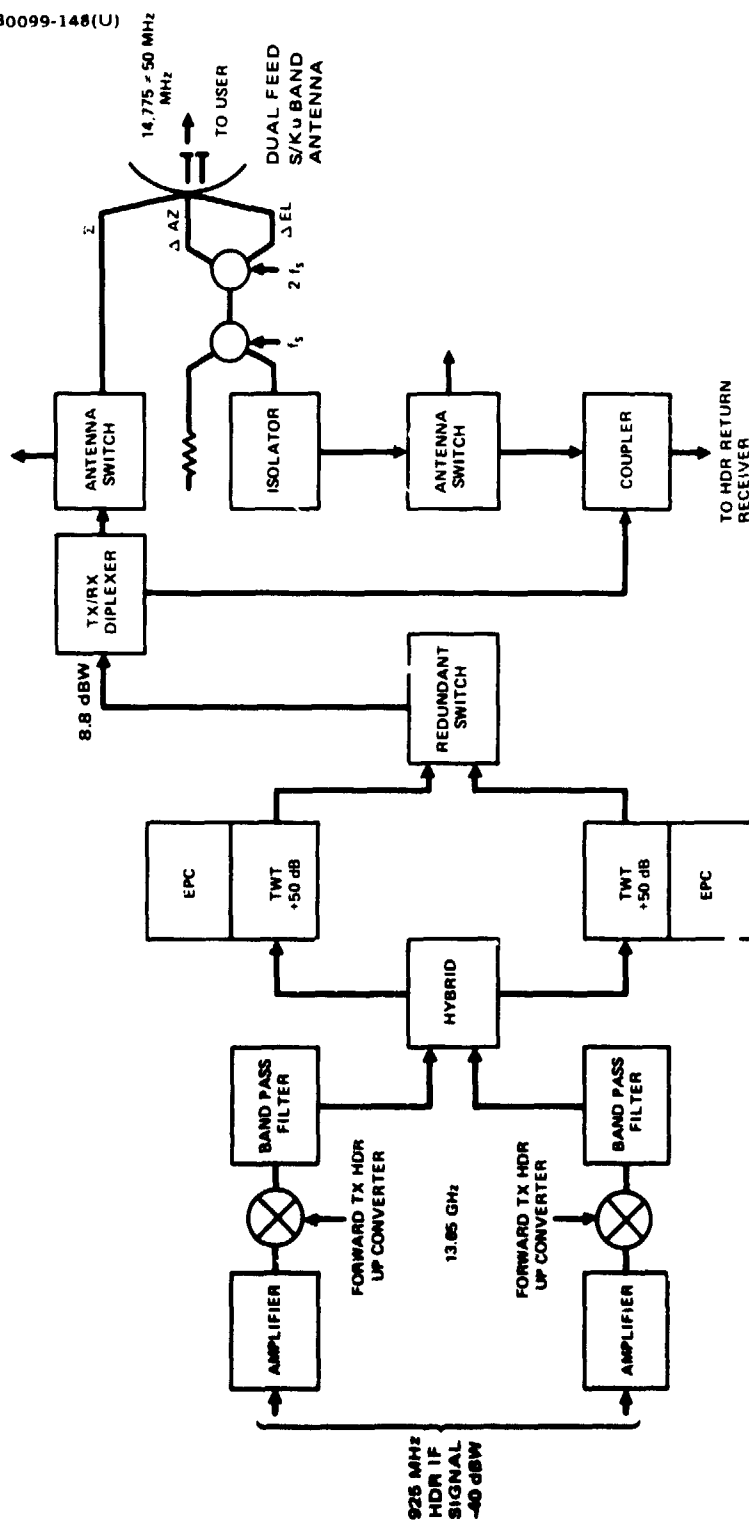 80099-148(U)
925 MHz
HDR IF
SIGNAL
-40 dBW
AMPLIFIER
FORWARD TX HDR
UP CONVERTER
BAND PASS
FILTER
13.85 GHz
AMPLIFIER
FORWARD TX HDR
UP CONVERTER
BAND PASS
FILTER
HYBRID
EPC
TWT
+50 dB
TWT
+50 dB
EPC
REDUNDANT
SWITCH
8.8 dBW
TX/RX
DIPLEXER
ANTENNA
SWITCH
Σ
Δ AZ
Δ EL
2 fs
fs
ISOLATOR
ANTENNA
SWITCH
COUPLER
TO HDR RETURN
RECEIVER
14,775 ± 50 MHz
MHz
TO USER
DUAL FEED
S/Ku BAND
ANTENNA